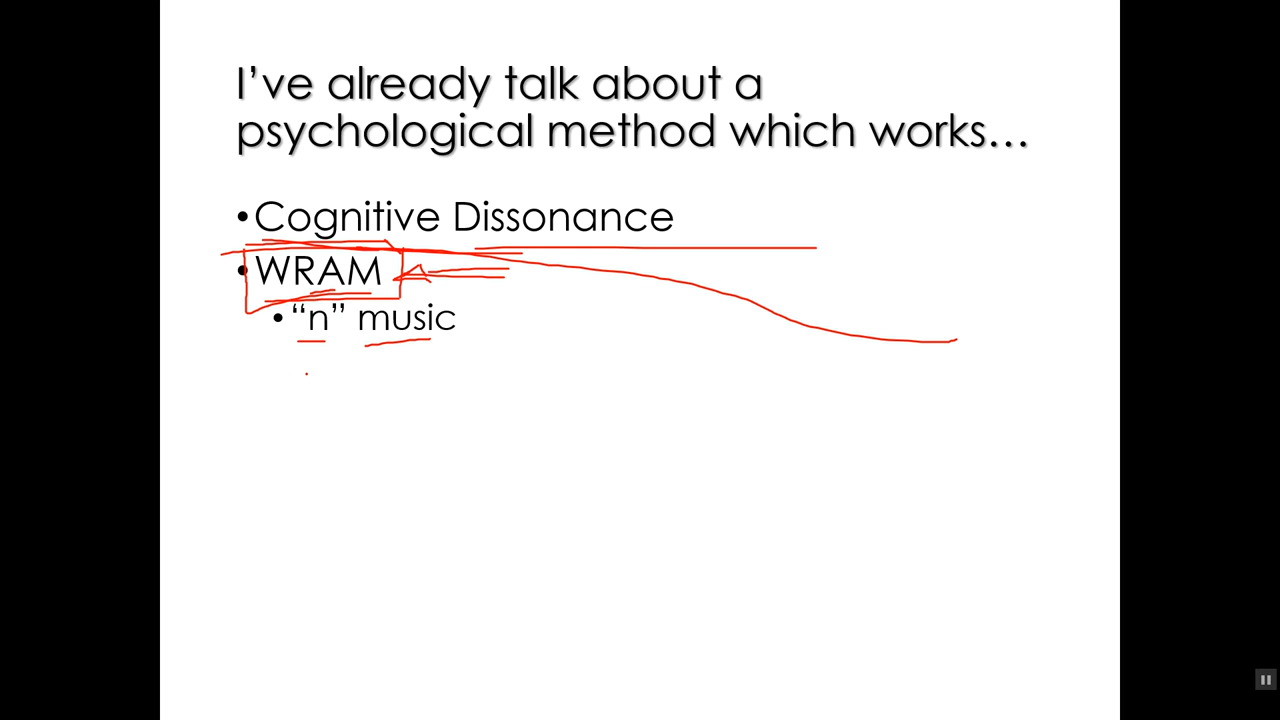 I’ve already talk about a
psychological method which works…
• Cognitive Dissonance
• WRAM
• “n” music